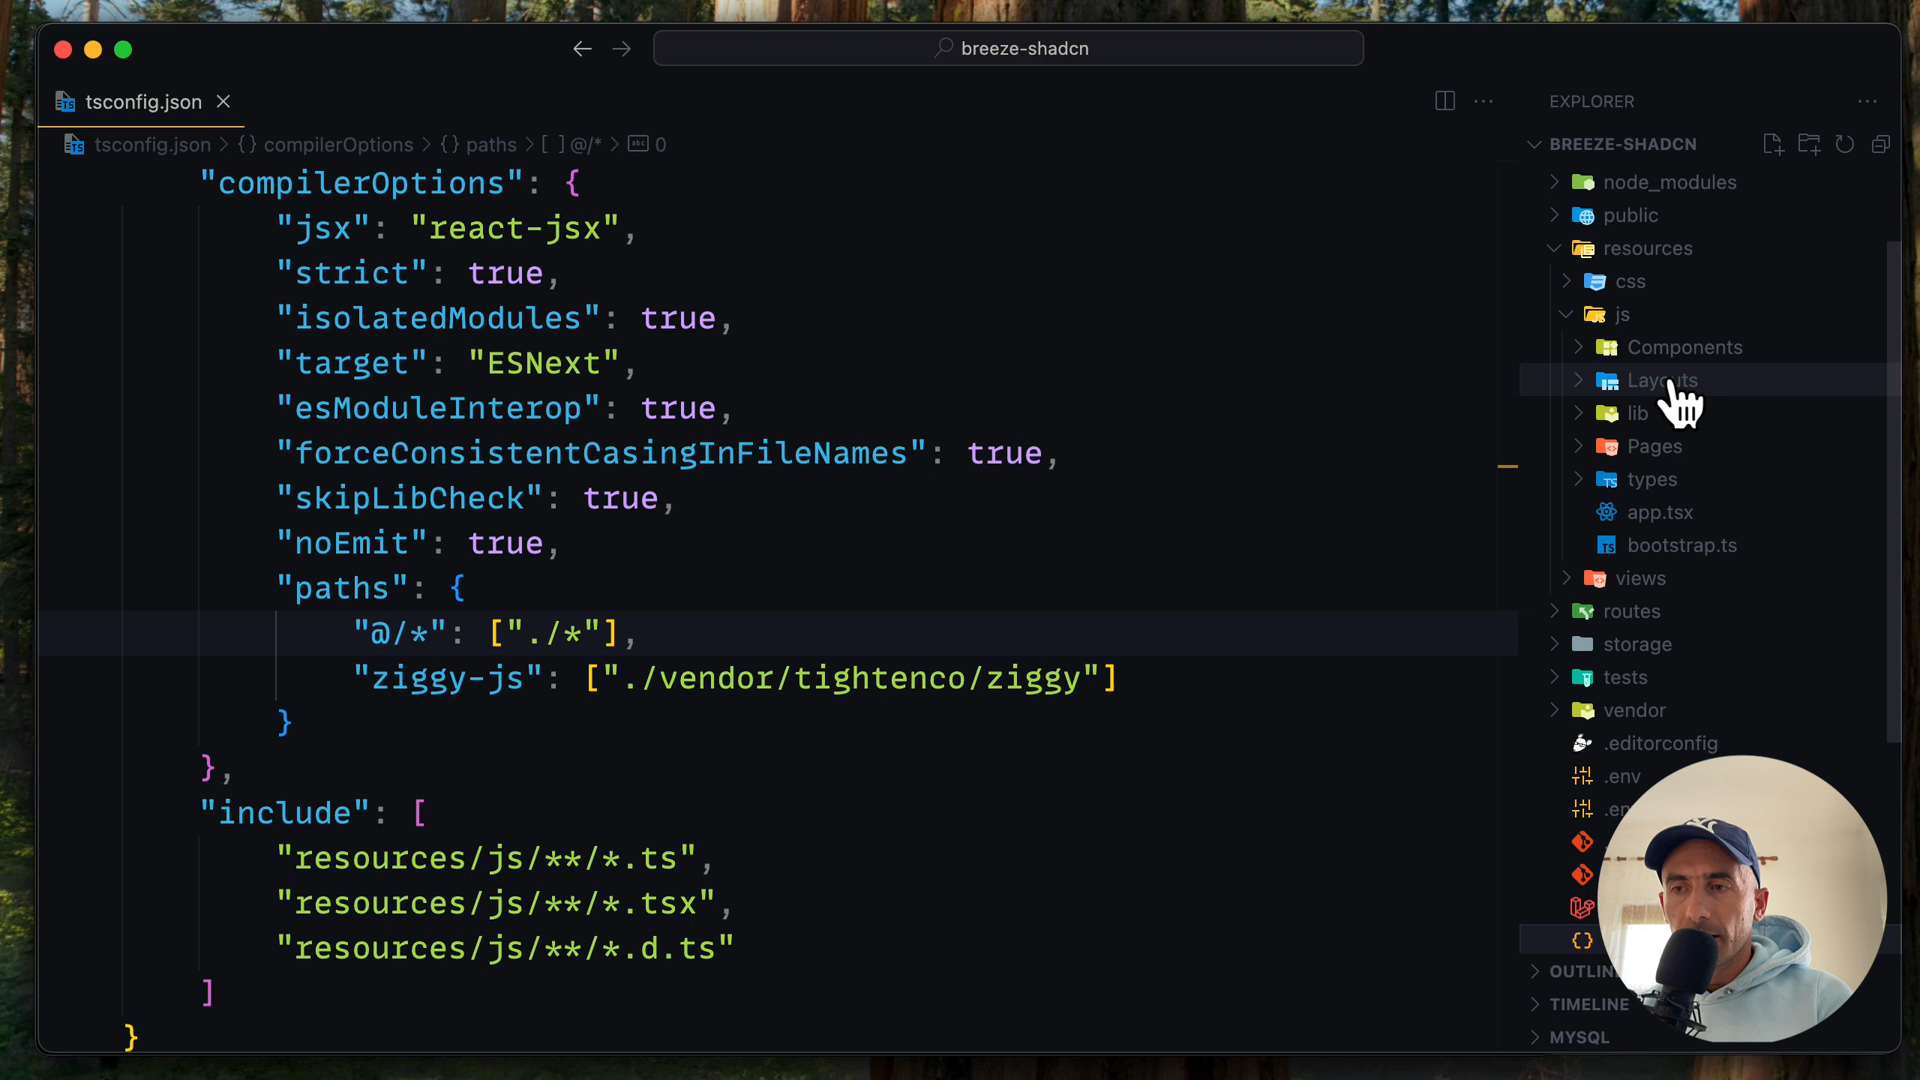 breeze-shadcn
tsconfig.json
tsconfig.json > {} compilerOptions > {} paths > [ ] @/* > abc 0
"compilerOptions": {
"jsx": "react-jsx",
"strict": true,
"isolatedModules": true,
"target": "ESNext",
"esModuleInterop": true,
"forceConsistentCasingInFileNames": true,
"skipLibCheck": true,
"noEmit": true,
"paths": {
"@/*": ["./*"],
"ziggy-js": ["./vendor/tightenco/ziggy"]
}
},
"include": [
"resources/js/**/*.ts",
"resources/js/**/*.tsx",
"resources/js/**/*.d.ts"
]
}
EXPLORER
BREEZE-SHADCN
node_modules
public
resources
css
js
Components
Layouts
lib
Pages
types
app.tsx
bootstrap.ts
views
routes
storage
tests
vendor
.editorconfig
.env
TIMELINE
MYSQL